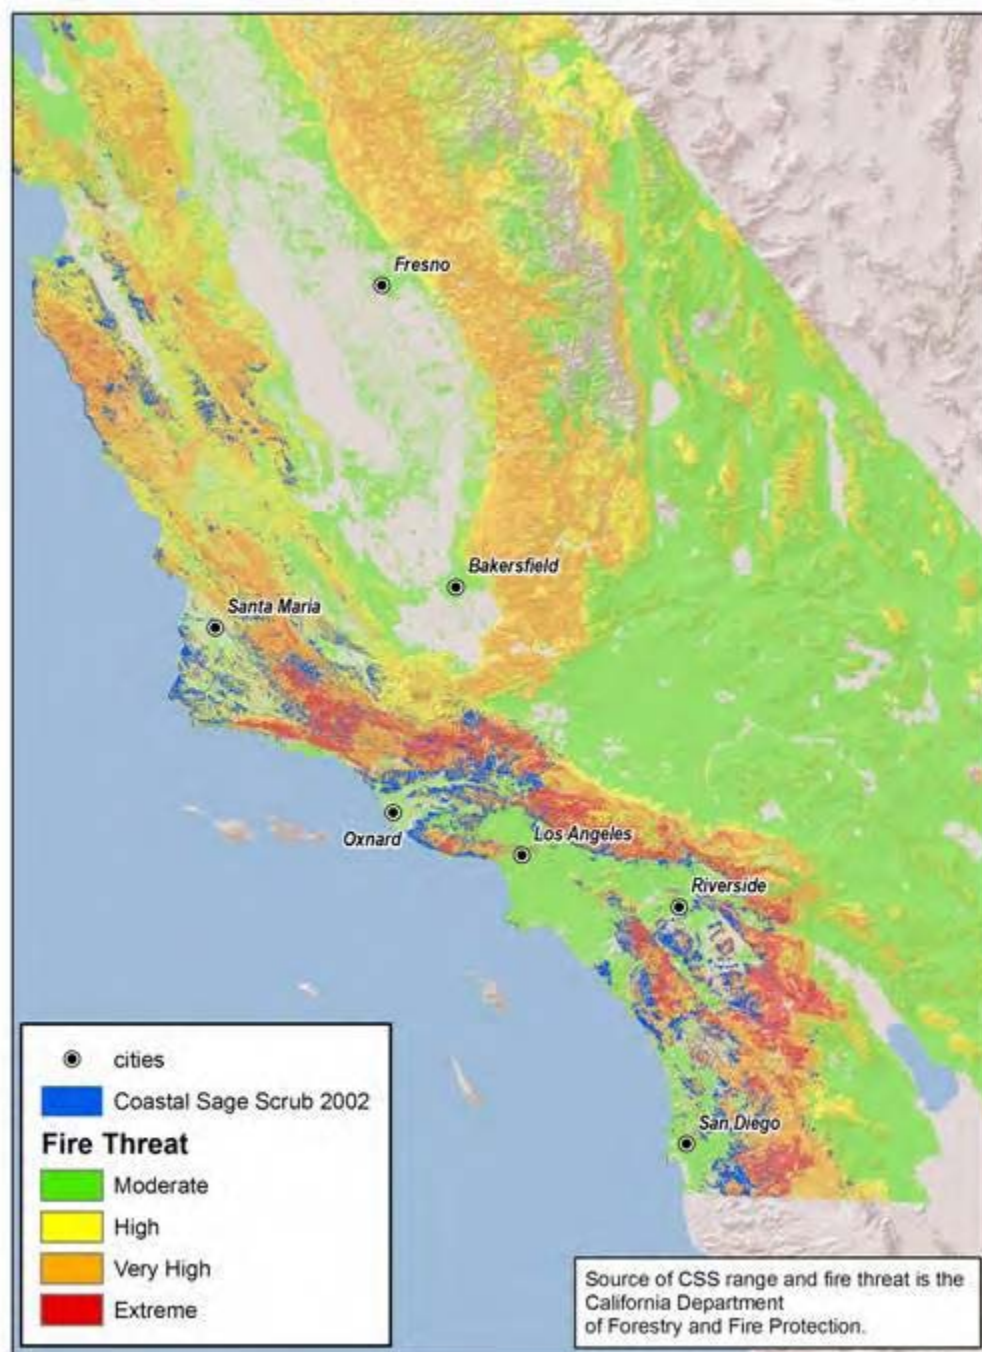 Fresno
Bakersfield
Santa Maria
Oxnard
Los Angeles
Riverside
San Diego
cities
Coastal Sage Scrub 2002
Fire Threat
Moderate
High
Very High
Extreme
Source of CSS range and fire threat is the
California Department
of Forestry and Fire Protection.